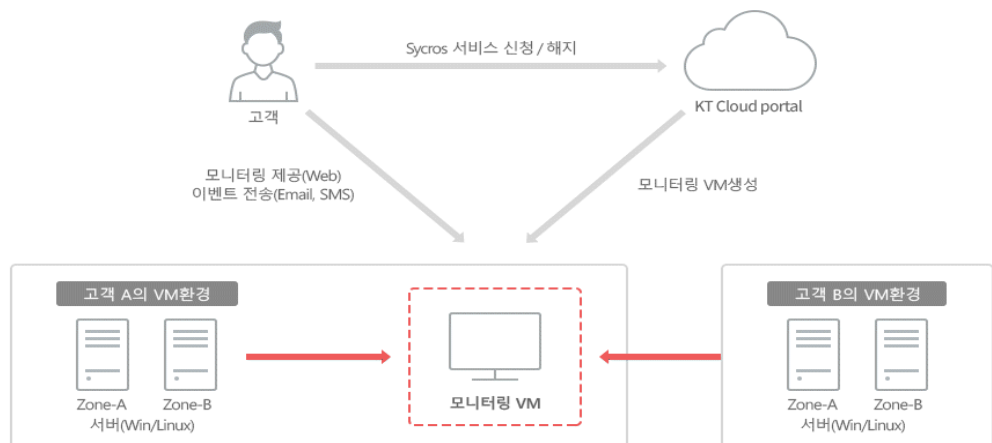 Sycros 서비스 신청 / 해지
고객
KT Cloud portal
모니터링 제공(Web)
이벤트 전송(Email, SMS)
모니터링 VM생성
고객 A의 VM환경
Zone-A
Zone-B
서버(Win/Linux)
모니터링 VM
고객 B의 VM환경
Zone-A
Zone-B
서버(Win/Linux)